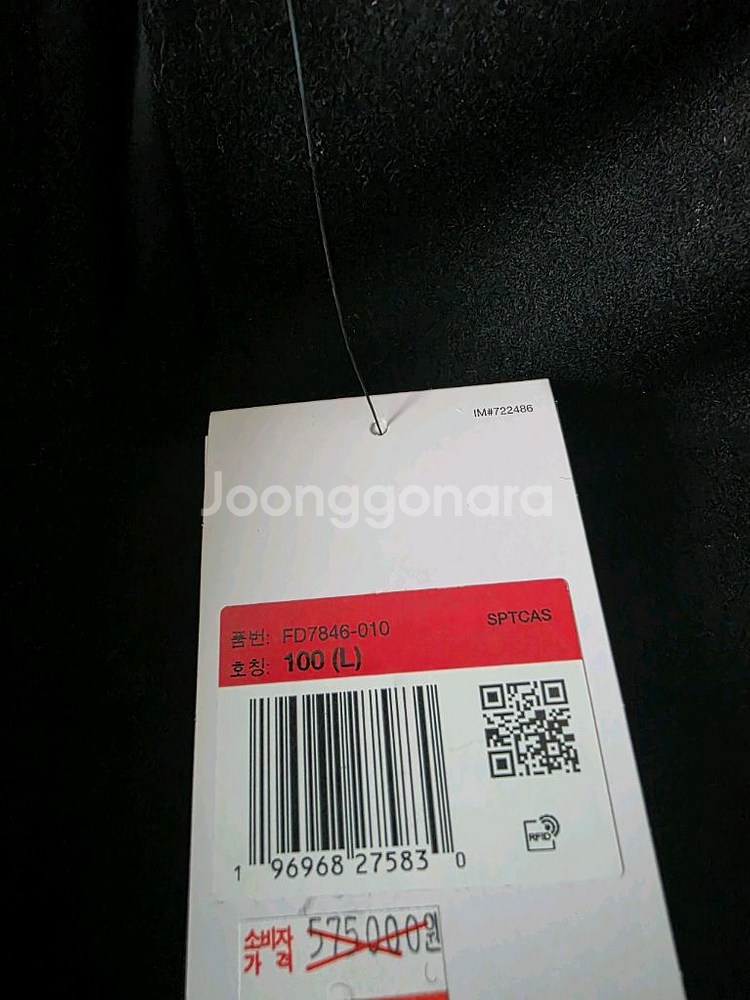 IM#722486
Joonggonara
품번: FD7846-010
SPTCAS
호칭: 100 (L)
RFID
1 96968 27583 0
소비자
가 격
575000원